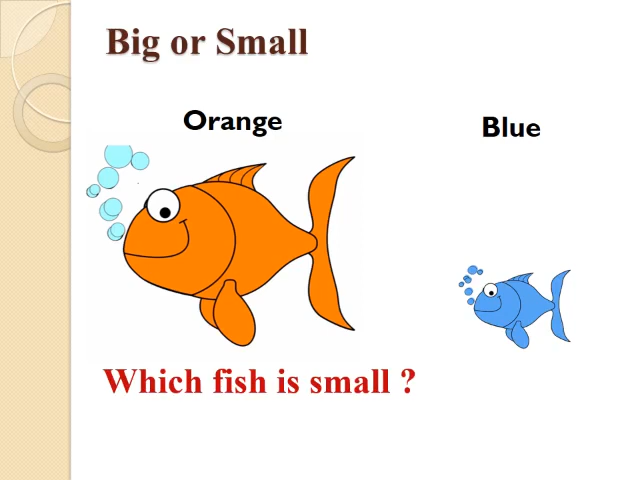 Big or Small
Orange
Blue
Which fish is small ?